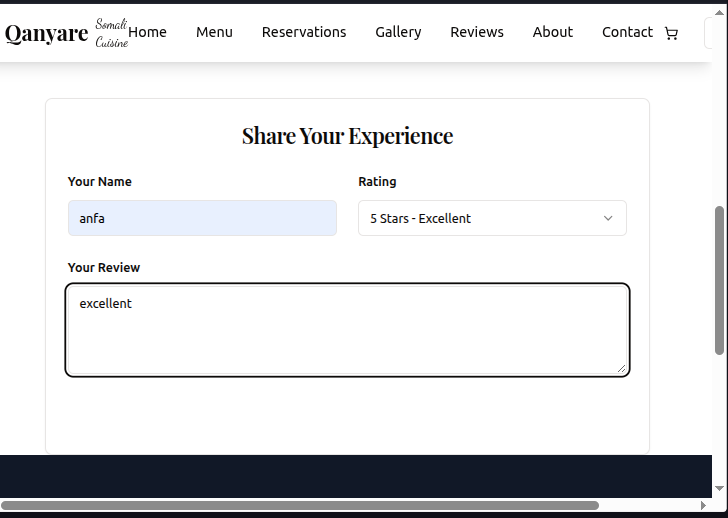 Qanyare Somali Cuisine Home Menu Reservations Gallery Reviews About Contact
Share Your Experience
Your Name Rating
anfa 5 Stars - Excellent
Your Review
excellent